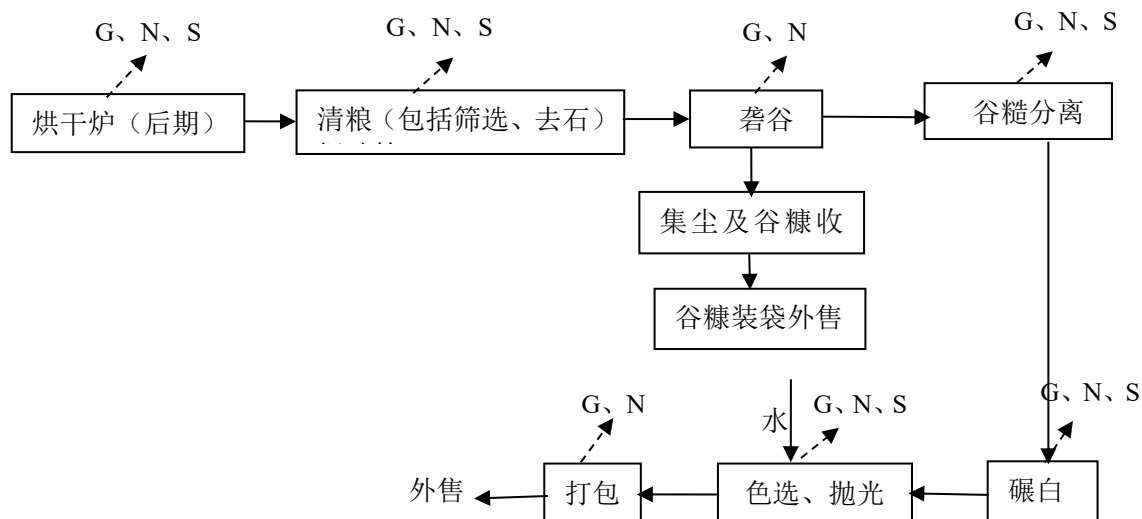 G、N、S
G、N、S
G、N
G、N、S
烘干炉（后期）
清粮（包括筛选、去石）
砻谷
谷糙分离
集尘及谷糠收
谷糠装袋外售
水
G、N
G、N、S
G、N、S
外售
打包
色选、抛光
碾白